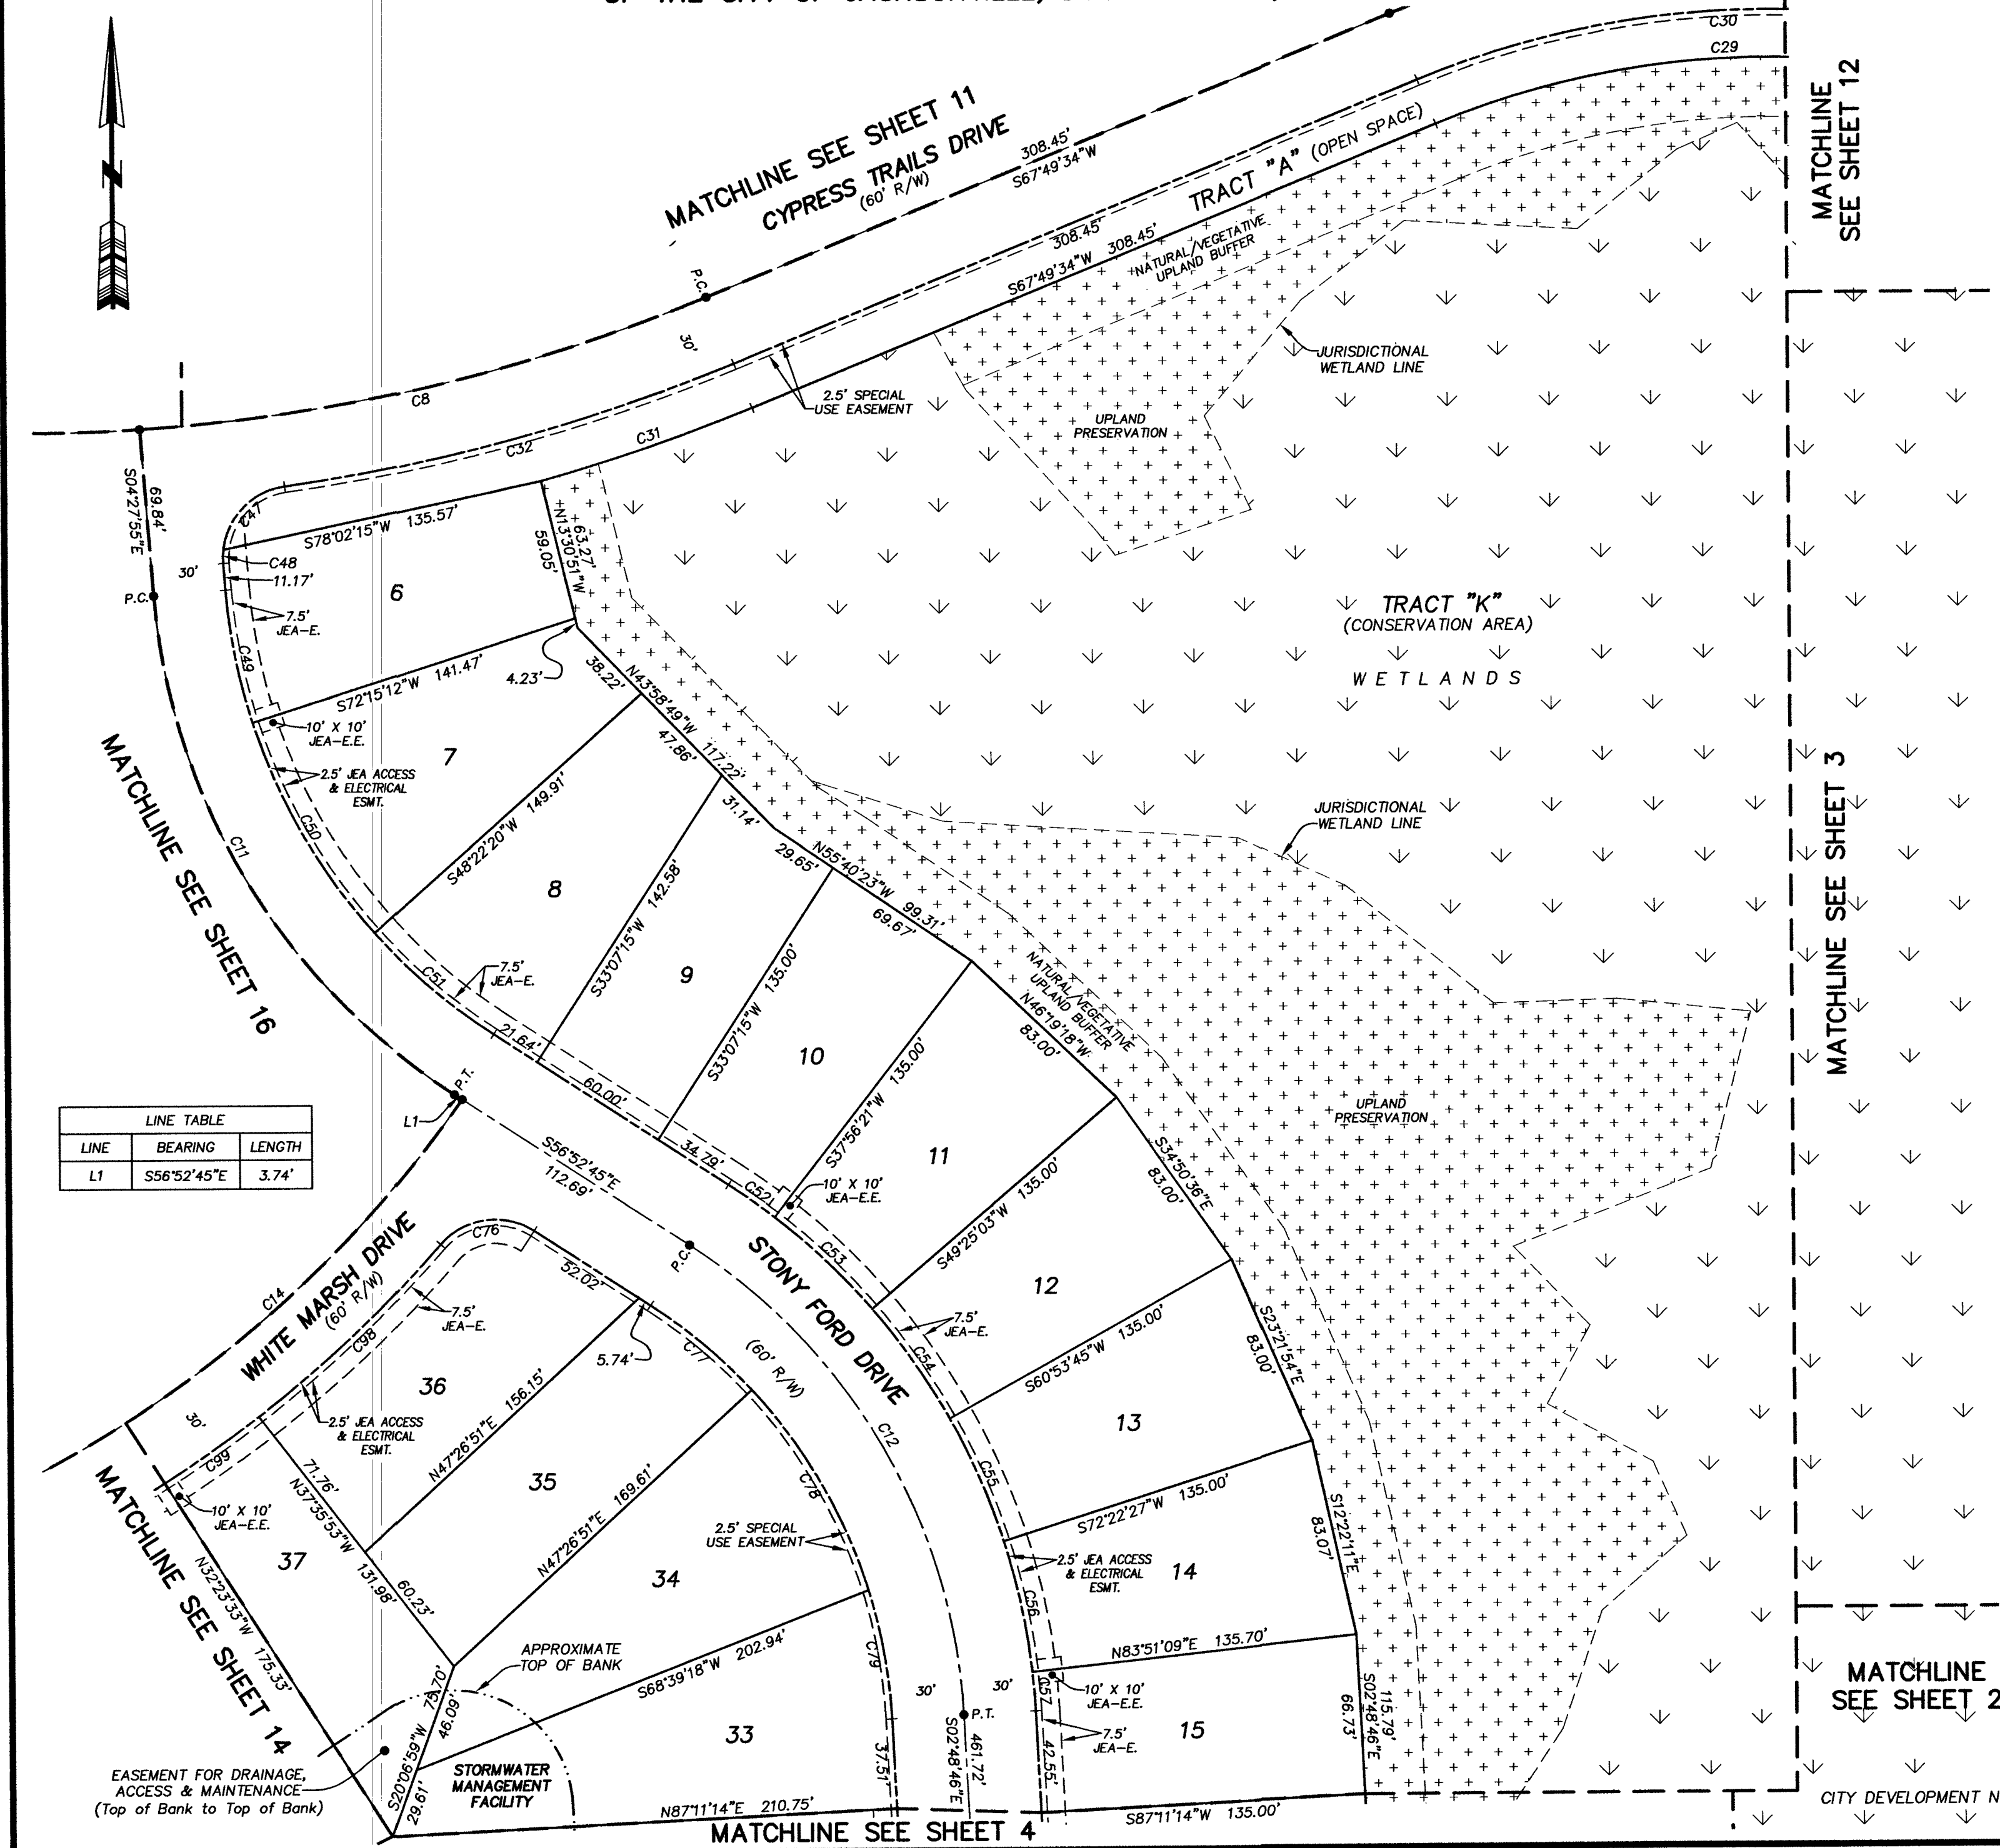 C30
C29
MATCHLINE
SEE SHEET 12
MATCHLINE SEE SHEET 11
CYPRESS TRAILS DRIVE
(60' R/W)
308.45'
S67°49'34"W
TRACT "A" (OPEN SPACE)
308.45'
S67°49'34"W 308.45'
NATURAL/VEGETATIVE
UPLAND BUFFER
P.C.
30'
C8
2.5' SPECIAL
USE EASEMENT
JURISDICTIONAL
WETLAND LINE
UPLAND
PRESERVATION
C31
C32
69.84'
S04°27'55"E
C47
S78°02'15"W 135.57'
63.27'
N13°30'51"W
59.05'
30'
C48
11.17'
P.C.
6
7.5'
JEA-E.
C49
TRACT "K"
(CONSERVATION AREA)
WETLANDS
S72°15'12"W 141.47'
4.23'
38.22'
N43°58'49"W 117.22'
47.86'
31.14'
10' X 10'
JEA-E.E.
7
2.5' JEA ACCESS
& ELECTRICAL
ESMT.
C50
C11
MATCHLINE SEE SHEET 16
S48°22'20"W 149.91'
8
S33°07'15"W 142.58'
JURISDICTIONAL
WETLAND LINE
MATCHLINE SEE SHEET 3
29.65'
N55°40'23"W 99.31'
69.67'
C51
7.5'
JEA-E.
9
21.64'
S33°07'15"W 135.00'
NATURAL/VEGETATIVE
UPLAND BUFFER
N46°19'18"W
83.00'
10
60.00'
S37°56'21"W 135.00'
P.T.
L1
LINE TABLE
LINE BEARING LENGTH
L1 S56°52'45"E 3.74'
S56°52'45"E
112.69'
34.79'
C52
10' X 10'
JEA-E.E.
11
UPLAND
PRESERVATION
S34°50'36"E
83.00'
S49°25'03"W 135.00'
C53
WHITE MARSH DRIVE
(60' R/W)
C14
C76
C98
7.5'
JEA-E.
52.02'
P.C.
STONY FORD DRIVE
(60' R/W)
12
7.5'
JEA-E.
C54
S23°21'54"E
83.00'
S60°53'45"W 135.00'
5.74'
C77
36
N47°26'51"E 156.15'
30'
2.5' JEA ACCESS
& ELECTRICAL
ESMT.
C12
13
C55
C99
71.76'
N37°35'53"W 131.98'
60.23'
35
N47°26'51"E 169.61'
C78
S72°22'27"W 135.00'
S12°22'11"E
83.07'
10' X 10'
JEA-E.E.
MATCHLINE SEE SHEET 14
37
N32°23'33"W 175.33'
2.5' SPECIAL
USE EASEMENT
34
2.5' JEA ACCESS
& ELECTRICAL
ESMT.
14
C56
APPROXIMATE
TOP OF BANK
S68°39'18"W 202.94'
C79
N83°51'09"E 135.70'
S20°06'59"W 75.70'
46.09'
29.61'
30'
30'
P.T.
C57
10' X 10'
JEA-E.E.
7.5'
JEA-E.
15
115.79'
S02°48'46"E
66.73'
MATCHLINE
SEE SHEET 2
33
37.51'
461.72'
S02°48'46"E
42.55'
EASEMENT FOR DRAINAGE,
ACCESS & MAINTENANCE
(Top of Bank to Top of Bank)
STORMWATER
MANAGEMENT
FACILITY
N87°11'14"E 210.75'
S87°11'14"W 135.00'
MATCHLINE SEE SHEET 4
CITY DEVELOPMENT N